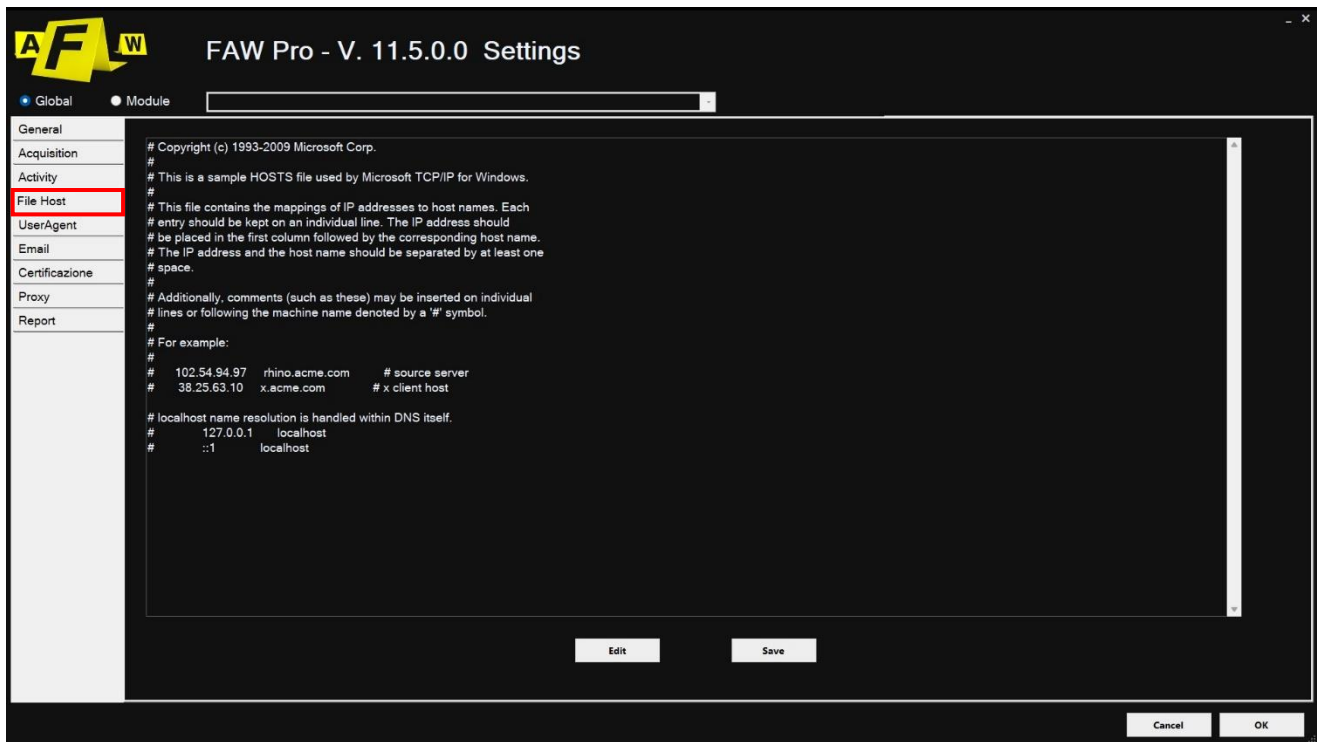 A F W
FAW Pro - V. 11.5.0.0 Settings
Global Module
General
Acquisition
Activity
File Host
UserAgent
Email
Certificazione
Proxy
Report
# Copyright (c) 1993-2009 Microsoft Corp.
#
# This is a sample HOSTS file used by Microsoft TCP/IP for Windows.
#
# This file contains the mappings of IP addresses to host names. Each
# entry should be kept on an individual line. The IP address should
# be placed in the first column followed by the corresponding host name.
# The IP address and the host name should be separated by at least one
# space.
#
# Additionally, comments (such as these) may be inserted on individual
# lines or following the machine name denoted by a '#' symbol.
#
# For example:
#
# 102.54.94.97 rhino.acme.com # source server
# 38.25.63.10 x.acme.com # x client host
# localhost name resolution is handled within DNS itself.
# 127.0.0.1 localhost
# ::1 localhost
Edit Save
Cancel OK